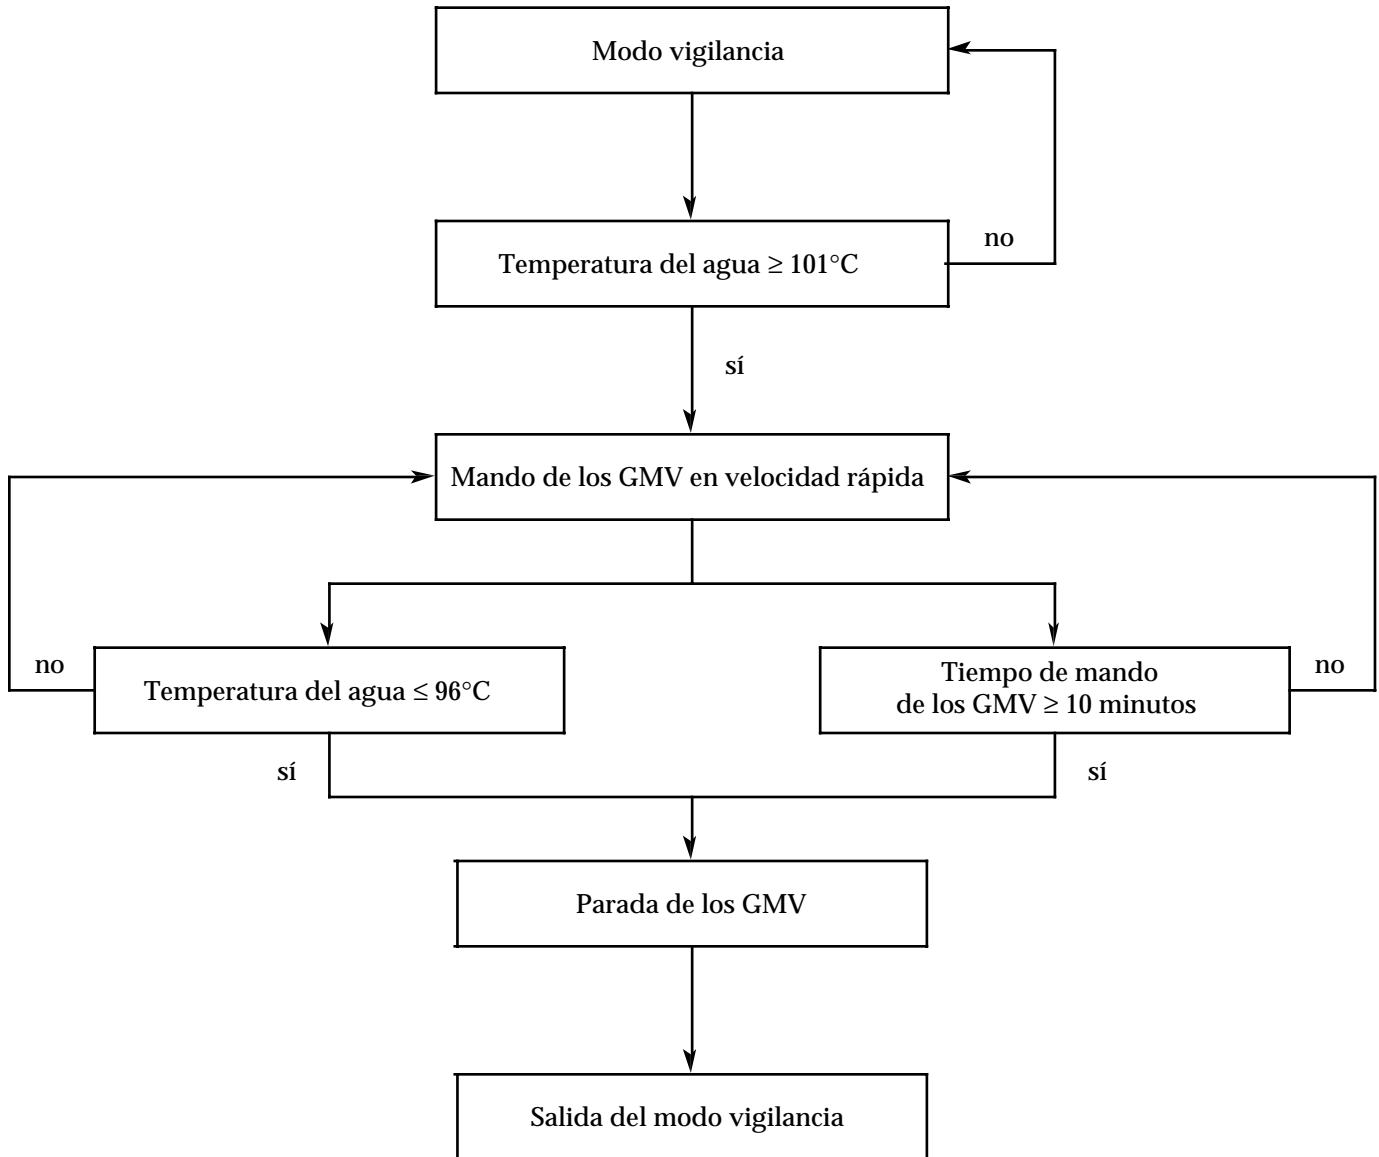 Modo vigilancia
Temperatura del agua ≥ 101°C
no
sí
Mando de los GMV en velocidad rápida
no
Temperatura del agua ≤ 96°C
Tiempo de mando
de los GMV ≥ 10 minutos
no
sí
sí
Parada de los GMV
Salida del modo vigilancia